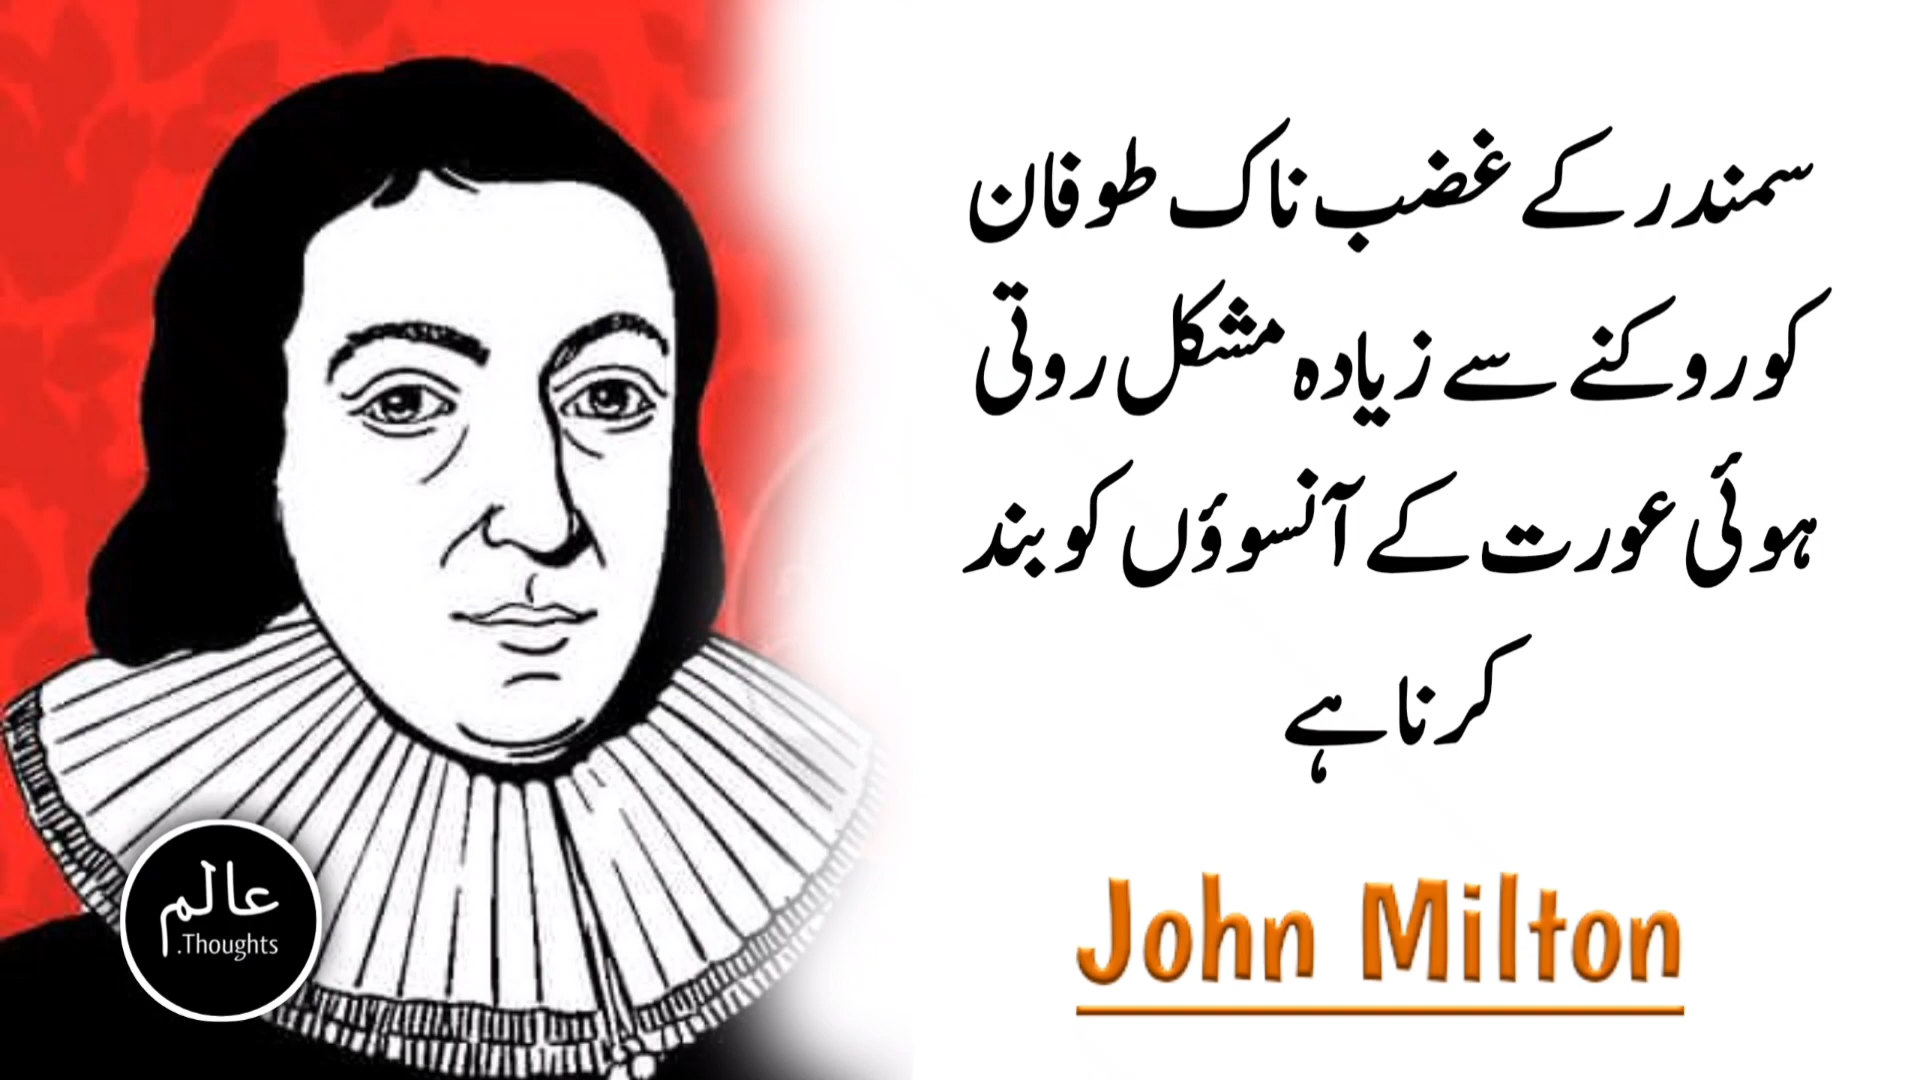 سمندر کے غضب ناک طوفان
کو روکنے سے زیادہ مشکل روتی
ہوئی عورت کے آنسوؤں کو بند
کرنا ہے
John Milton
عالم
Thoughts.